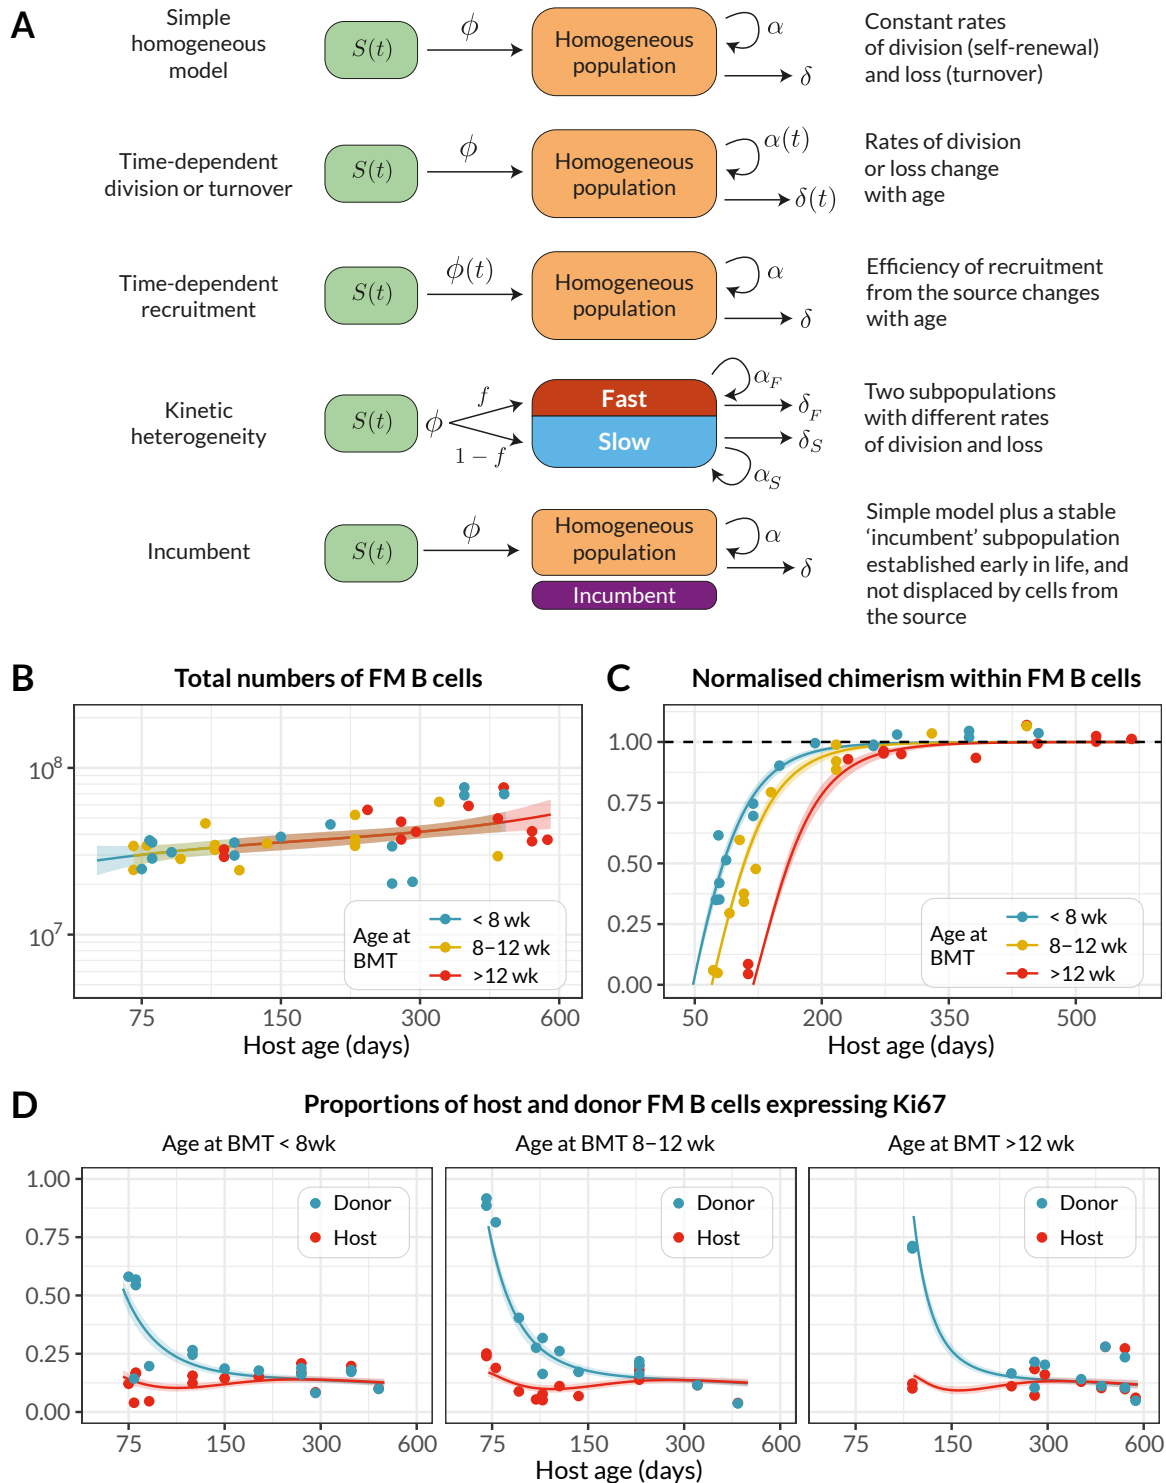 A
Simple
homogeneous
model
S(t)
ϕ
Homogeneous
population
α
δ
Constant rates
of division (self-renewal)
and loss (turnover)
Time-dependent
division or turnover
S(t)
ϕ
Homogeneous
population
α(t)
δ(t)
Rates of division
or loss change
with age
Time-dependent
recruitment
S(t)
ϕ(t)
Homogeneous
population
α
δ
Efficiency of recruitment
from the source changes
with age
Kinetic
heterogeneity
S(t)
ϕ
f
1 − f
Fast
Slow
α_F
δ_F
δ_S
α_S
Two subpopulations
with different rates
of division and loss
Incumbent
S(t)
ϕ
Homogeneous
population
Incumbent
α
δ
Simple model plus a stable
‘incumbent’ subpopulation
established early in life, and
not displaced by cells from
the source
B
Total numbers of FM B cells
10⁸
10⁷
Age at
BMT
< 8 wk
8−12 wk
>12 wk
75 150 300 600
Host age (days)
C
Normalised chimerism within FM B cells
1.00
0.75
0.50
0.25
0.00
Age at
BMT
< 8 wk
8−12 wk
>12 wk
50 200 350 500
Host age (days)
D
Proportions of host and donor FM B cells expressing Ki67
Age at BMT < 8wk
Age at BMT 8−12 wk
Age at BMT >12 wk
1.00
0.75
0.50
0.25
0.00
Donor
Host
Donor
Host
Donor
Host
75 150 300 600
75 150 300 600
75 150 300 600
Host age (days)